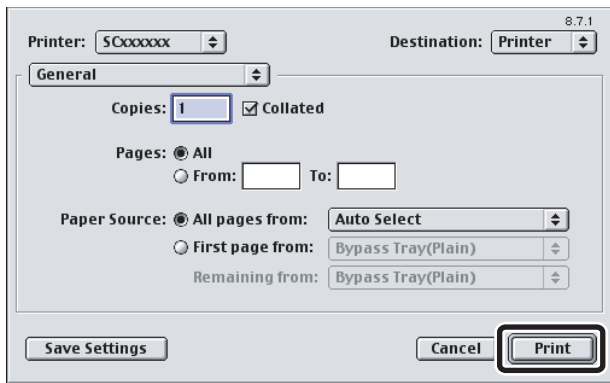 8.7.1
Printer: SCxxxxxx Destination: Printer
General
Copies: 1 Collated
Pages: All
From: To:
Paper Source: All pages from: Auto Select
First page from: Bypass Tray(Plain)
Remaining from: Bypass Tray(Plain)
Save Settings Cancel Print